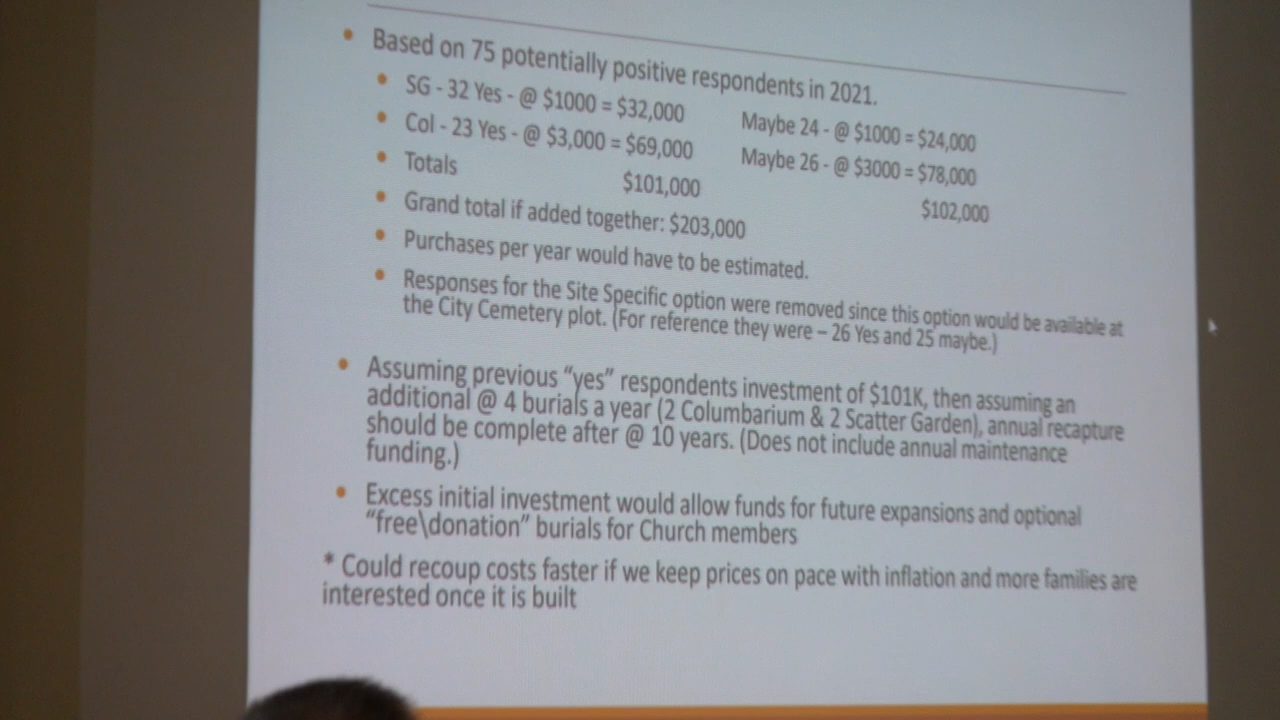 Based on 75 potentially positive respondents in 2021.
SG - 32 Yes - @ $1000 = $32,000 Maybe 24 - @ $1000 = $24,000
Col - 23 Yes - @ $3,000 = $69,000 Maybe 26 - @ $3000 = $78,000
Totals $101,000 $102,000
Grand total if added together: $203,000
Purchases per year would have to be estimated.
Responses for the Site Specific option were removed since this option would be available at
the City Cemetery plot. (For reference they were – 26 Yes and 25 maybe.)
Assuming previous “yes” respondents investment of $101K, then assuming an
additional @ 4 burials a year (2 Columbarium & 2 Scatter Garden), annual recapture
should be complete after @ 10 years. (Does not include annual maintenance
funding.)
Excess initial investment would allow funds for future expansions and optional
“free\donation” burials for Church members
* Could recoup costs faster if we keep prices on pace with inflation and more families are
interested once it is built